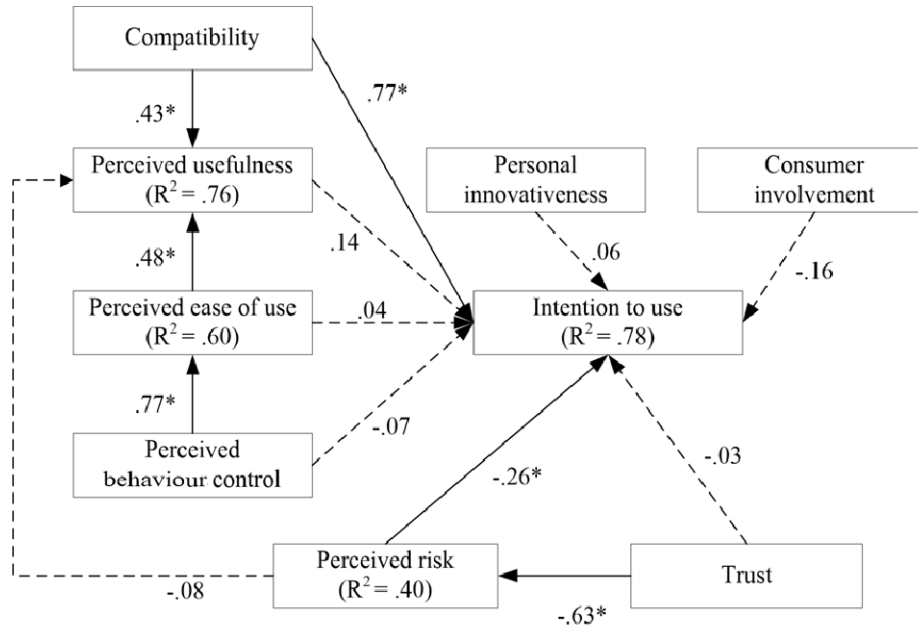 Compatibility
.43*
.77*
Perceived usefulness
(R² = .76)
Personal
innovativeness
Consumer
involvement
.14
.06
-.16
.48*
Perceived ease of use
(R² = .60)
.04
Intention to use
(R² = .78)
.77*
-.07
Perceived
behaviour control
-.26*
-.03
Perceived risk
(R² = .40)
Trust
-.08
-.63*